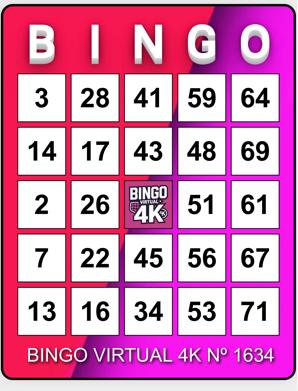 B I N G O
3 28 41 59 64
14 17 43 48 69
2 26 BINGO VIRTUAL 4K 51 61
7 22 45 56 67
13 16 34 53 71
BINGO VIRTUAL 4K Nº 1634